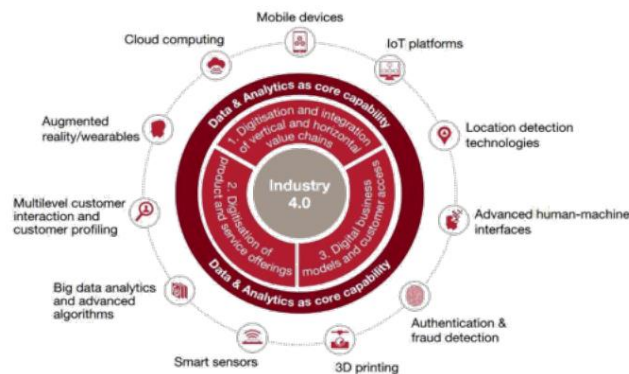 Mobile devices
Cloud computing
IoT platforms
Augmented
reality/wearables
Location detection
technologies
Multilevel customer
interaction and
customer profiling
Advanced human-machine
interfaces
Big data analytics
and advanced
algorithms
Authentication &
fraud detection
Smart sensors
3D printing
Data & Analytics as core capability
1. Digitisation and integration
of vertical and horizontal
value chains
2. Digitisation of
product and service offerings
3. Digital business
models and customer access
Industry
4.0
Data & Analytics as core capability